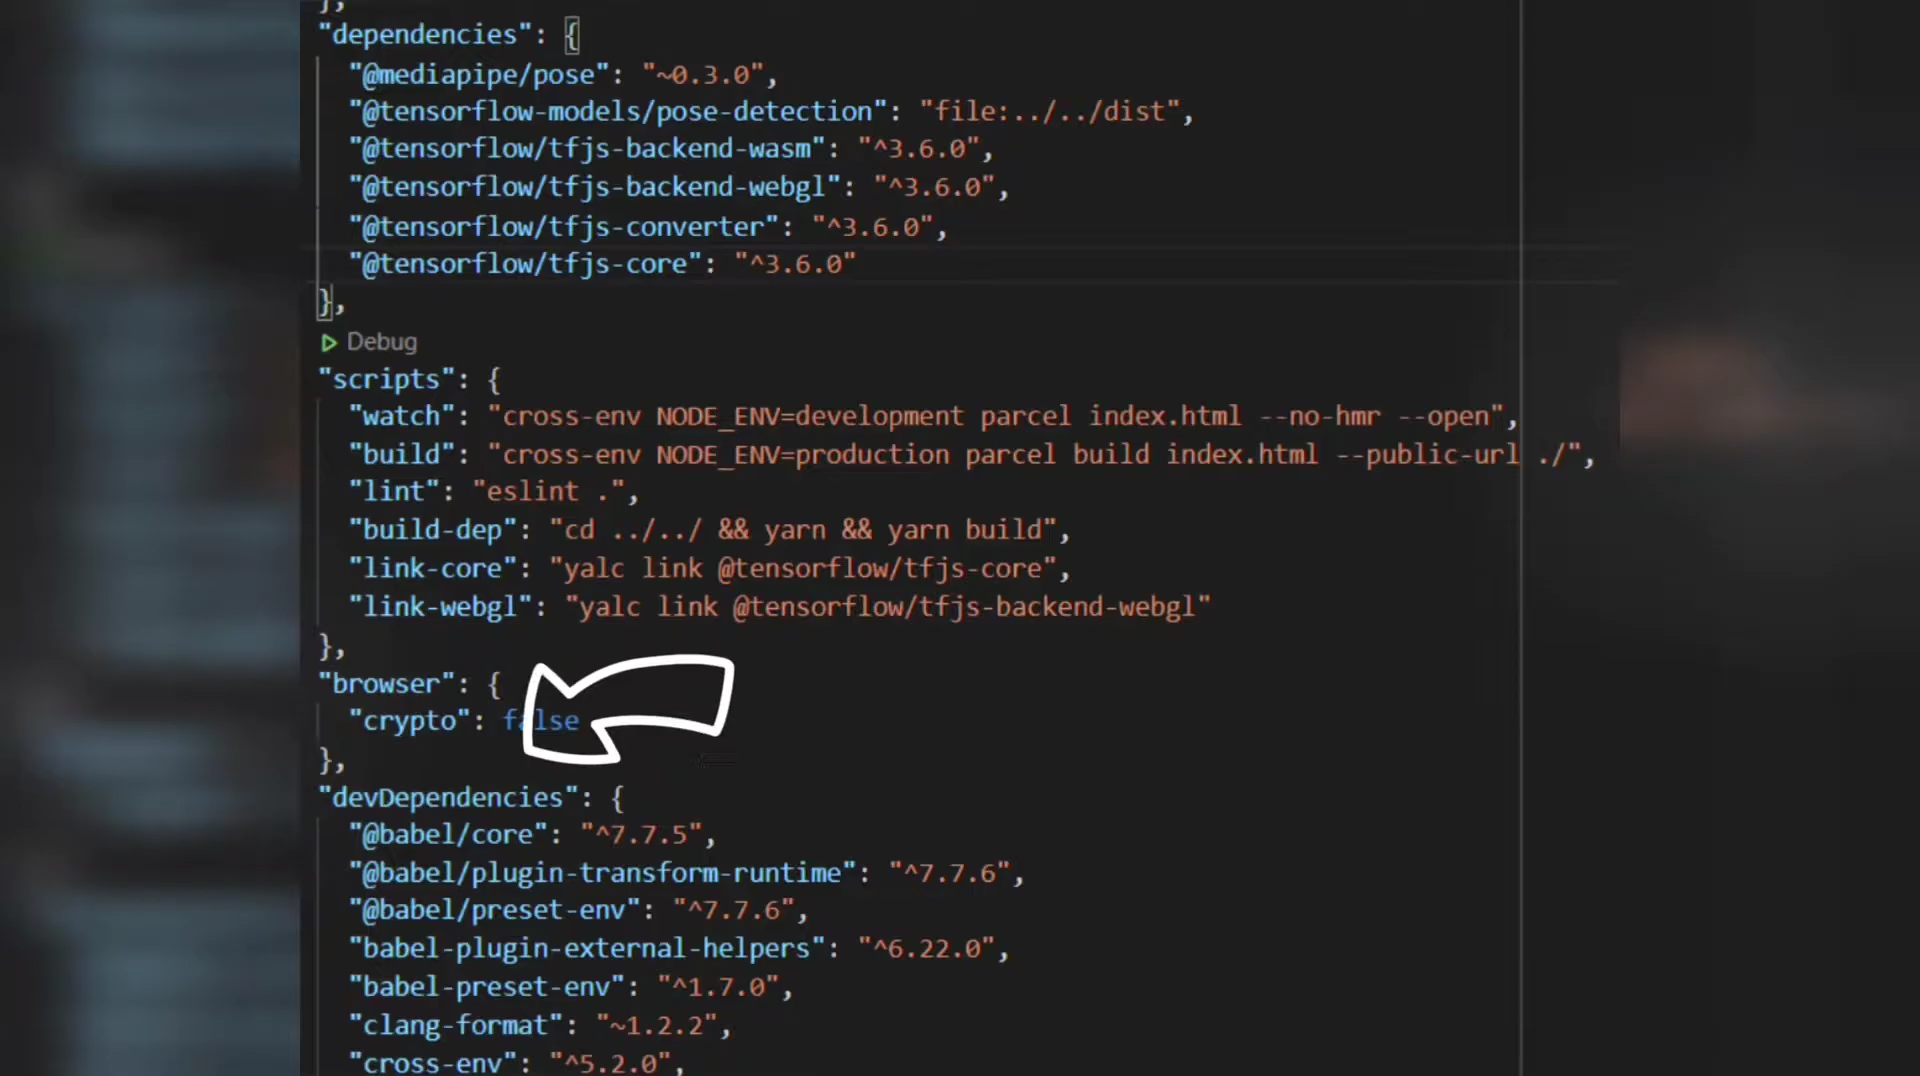 },
"dependencies": {
"@mediapipe/pose": "~0.3.0",
"@tensorflow-models/pose-detection": "file:../../dist",
"@tensorflow/tfjs-backend-wasm": "^3.6.0",
"@tensorflow/tfjs-backend-webgl": "^3.6.0",
"@tensorflow/tfjs-converter": "^3.6.0",
"@tensorflow/tfjs-core": "^3.6.0"
},
Debug
"scripts": {
"watch": "cross-env NODE_ENV=development parcel index.html --no-hmr --open",
"build": "cross-env NODE_ENV=production parcel build index.html --public-url ./",
"lint": "eslint .",
"build-dep": "cd ../../ && yarn && yarn build",
"link-core": "yalc link @tensorflow/tfjs-core",
"link-webgl": "yalc link @tensorflow/tfjs-backend-webgl"
},
"browser": {
"crypto": false
},
"devDependencies": {
"@babel/core": "^7.7.5",
"@babel/plugin-transform-runtime": "^7.7.6",
"@babel/preset-env": "^7.7.6",
"babel-plugin-external-helpers": "^6.22.0",
"babel-preset-env": "^1.7.0",
"clang-format": "~1.2.2",
"cross-env": "^5.2.0",